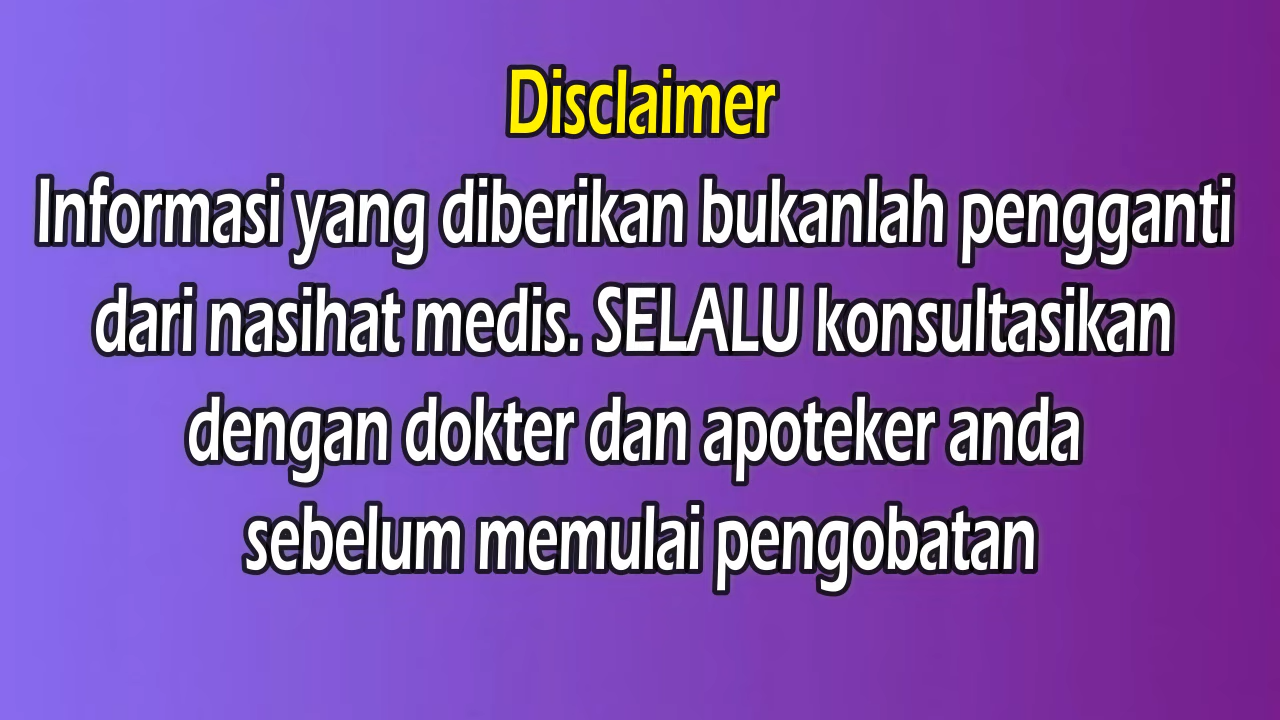 Disclaimer
Informasi yang diberikan bukanlah pengganti
dari nasihat medis. SELALU konsultasikan
dengan dokter dan apoteker anda
sebelum memulai pengobatan